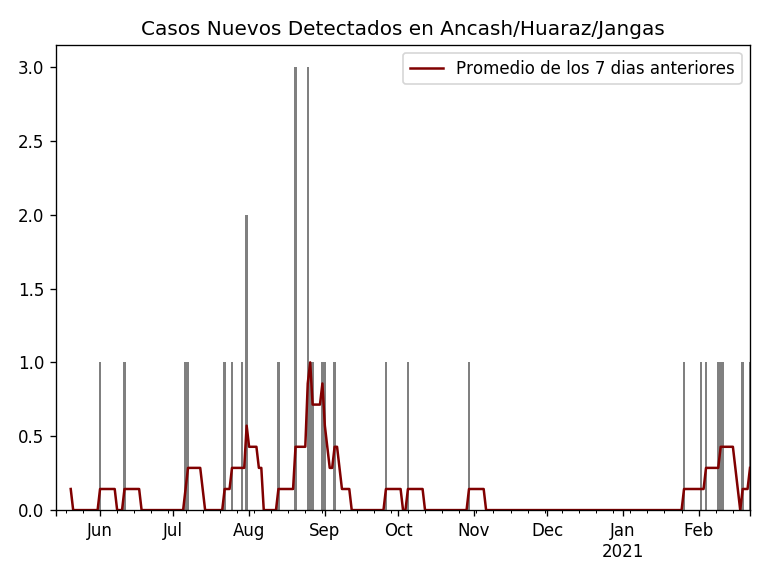 Casos Nuevos Detectados en Ancash/Huaraz/Jangas
Promedio de los 7 dias anteriores
3.0
2.5
2.0
1.5
1.0
0.5
0.0
Jun Jul Aug Sep Oct Nov Dec Jan Feb
2021